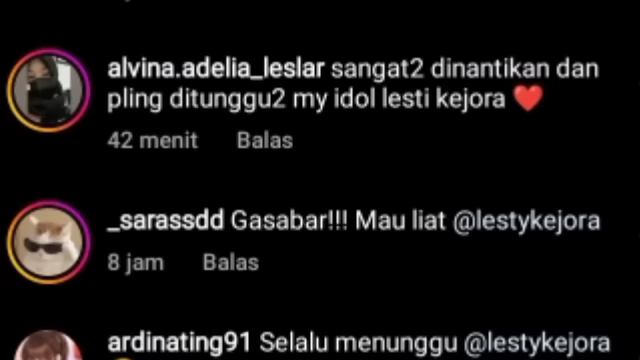 alvina.adelia_leslar sangat2 dinantikan dan
pling ditunggu2 my idol lesti kejora ❤️
42 menit Balas
_sarassdd Gasabar!!! Mau liat @lestykejora
8 jam Balas
ardinating91 Selalu menunggu @lestykejora